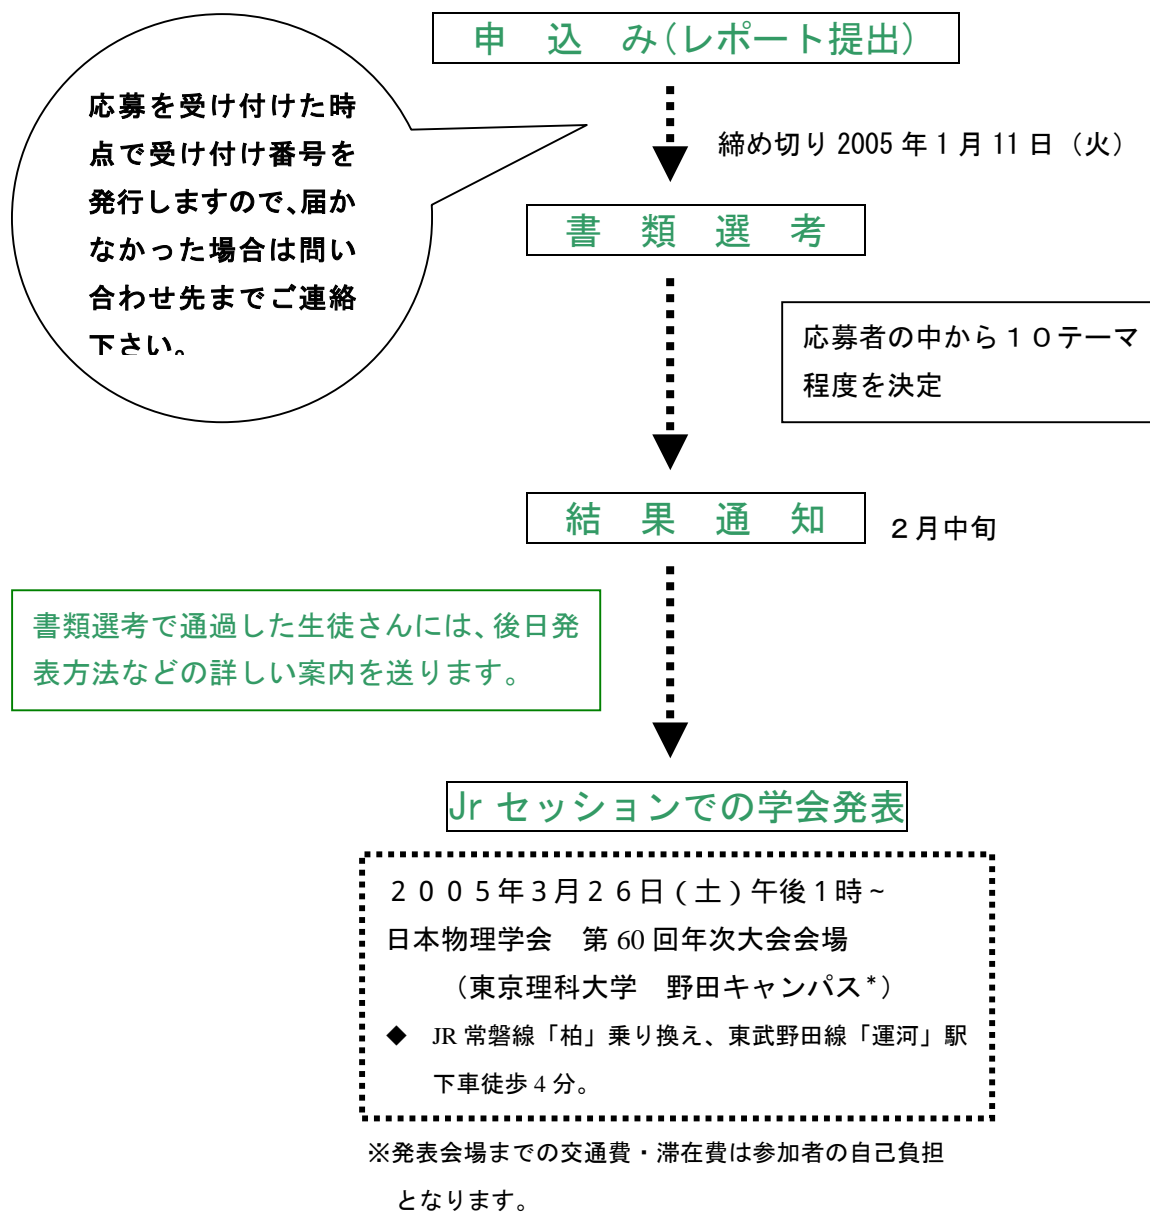 申　込　み（レポート提出）
応募を受け付けた時
点で受け付け番号を
発行しますので、届か
なかった場合は問い
合わせ先までご連絡
下さい。
締め切り 2005 年 1 月 11 日（火）
書　類　選　考
応募者の中から１０テーマ
程度を決定
結　果　通　知
２月中旬
書類選考で通過した生徒さんには、後日発
表方法などの詳しい案内を送ります。
Jr セッションでの学会発表
２００５年３月２６日（土）午後１時～
日本物理学会　第 60 回年次大会会場
（東京理科大学　野田キャンパス*）
◆ JR 常磐線「柏」乗り換え、東武野田線「運河」駅
下車徒歩 4 分。
※発表会場までの交通費・滞在費は参加者の自己負担
となります。